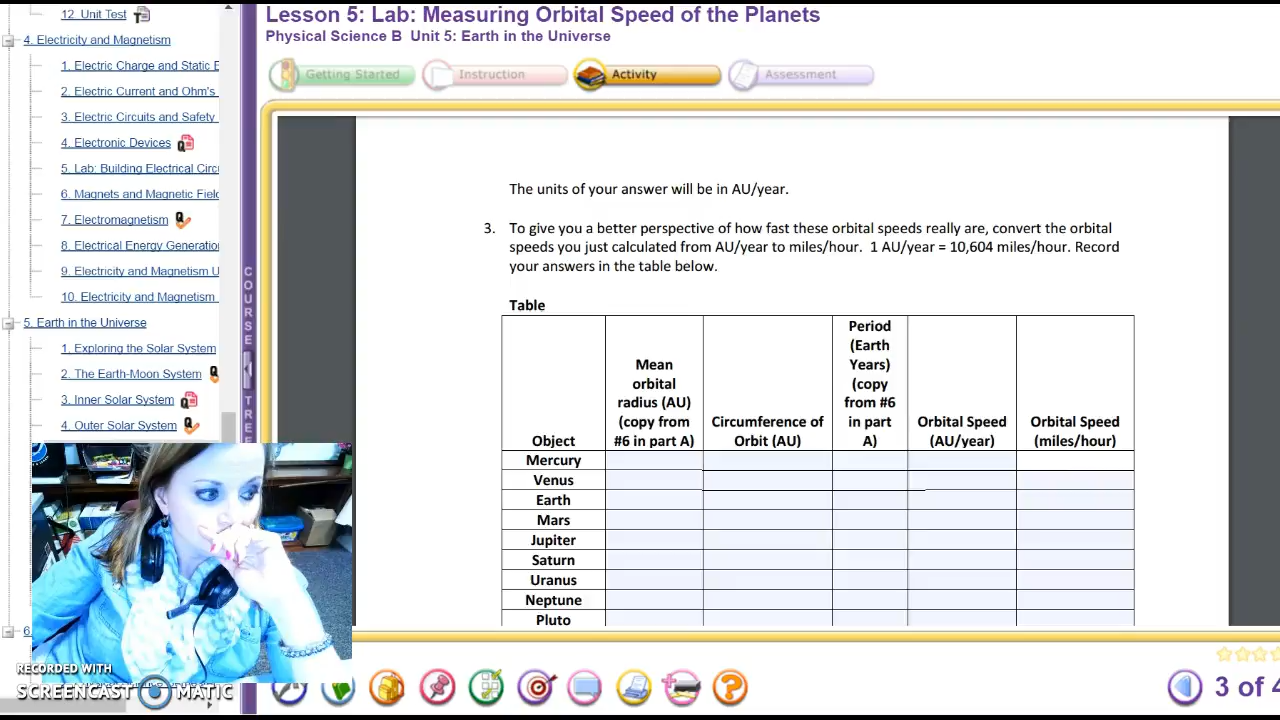 Lesson 5: Lab: Measuring Orbital Speed of the Planets
Physical Science B Unit 5: Earth in the Universe
Getting Started
Instruction
Activity
Assessment
12. Unit Test
4. Electricity and Magnetism
1. Electric Charge and Static E
2. Electric Current and Ohm's
3. Electric Circuits and Safety
4. Electronic Devices
5. Lab: Building Electrical Circu
6. Magnets and Magnetic Field
7. Electromagnetism
8. Electrical Energy Generation
9. Electricity and Magnetism U
10. Electricity and Magnetism
5. Earth in the Universe
1. Exploring the Solar System
2. The Earth-Moon System
3. Inner Solar System
4. Outer Solar System
6
COURSE TREE
The units of your answer will be in AU/year.
3. To give you a better perspective of how fast these orbital speeds really are, convert the orbital
speeds you just calculated from AU/year to miles/hour. 1 AU/year = 10,604 miles/hour. Record
your answers in the table below.
Table
Object
Mean
orbital
radius (AU)
(copy from
#6 in part A)
Circumference of
Orbit (AU)
Period
(Earth
Years)
(copy
from #6
in part
A)
Orbital Speed
(AU/year)
Orbital Speed
(miles/hour)
Mercury
Venus
Earth
Mars
Jupiter
Saturn
Uranus
Neptune
Pluto
RECORDED WITH
SCREENCAST MATIC
3 of 4